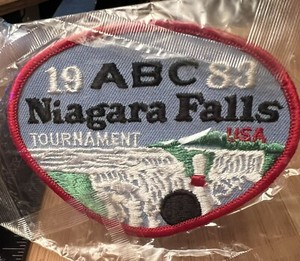 19 ABC 83
Niagara Falls
TOURNAMENT USA